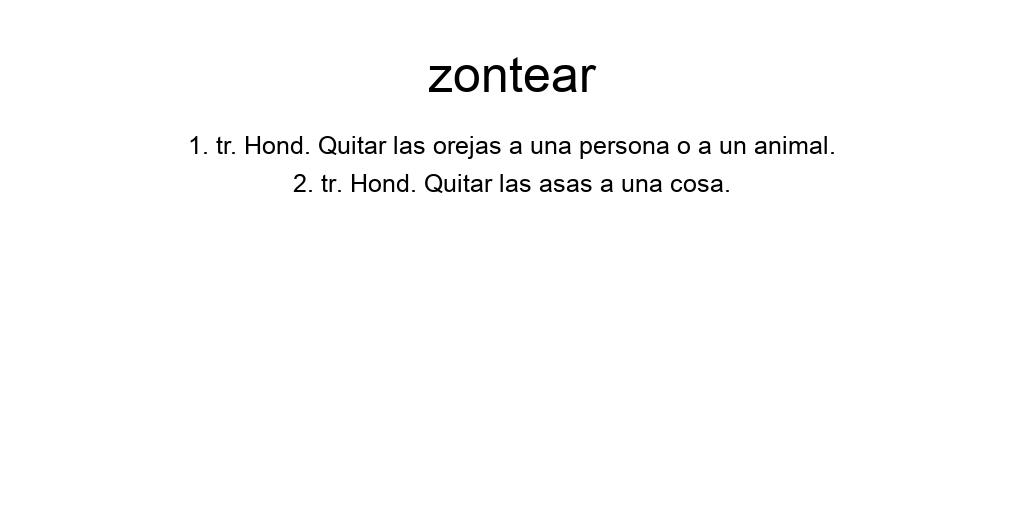 zontear
1. tr. Hond. Quitar las orejas a una persona o a un animal.
2. tr. Hond. Quitar las asas a una cosa.